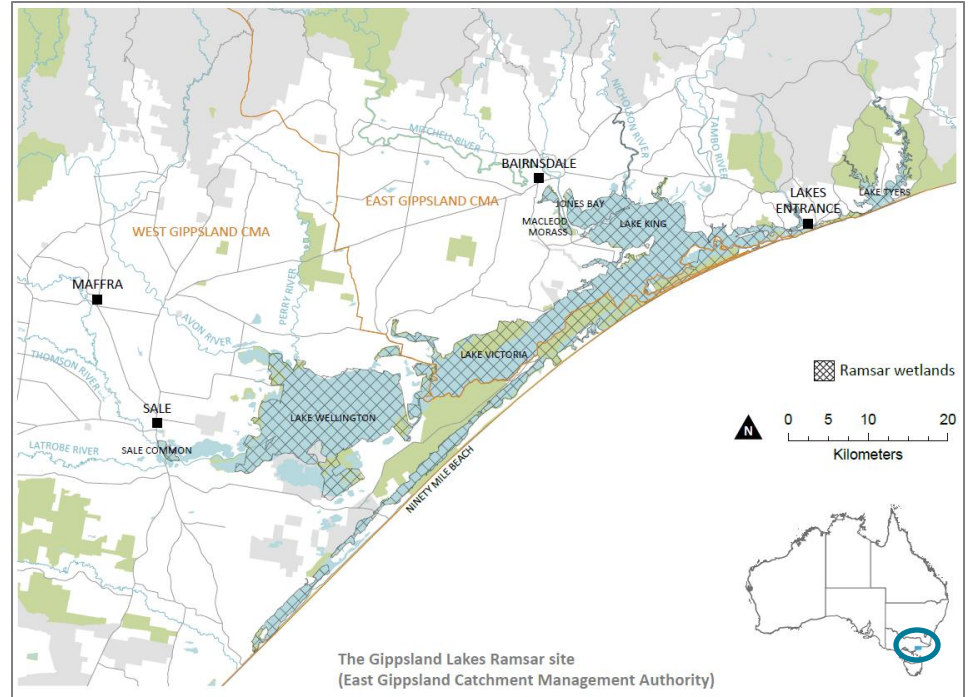 NICHOLSON RIVER
TAMBO RIVER
MITCHELL RIVER
BAIRNSDALE
LAKE TYERS
EAST GIPPSLAND CMA
JONES BAY
LAKES
ENTRANCE
MACLEOD
MORASS
LAKE KING
WEST GIPPSLAND CMA
MAFFRA
PERRY RIVER
AVON RIVER
THOMSON RIVER
LAKE VICTORIA
Ramsar wetlands
SALE
LAKE WELLINGTON
N
0 5 10 20
Kilometers
LATROBE RIVER
SALE COMMON
NINETY MILE BEACH
The Gippsland Lakes Ramsar site
(East Gippsland Catchment Management Authority)